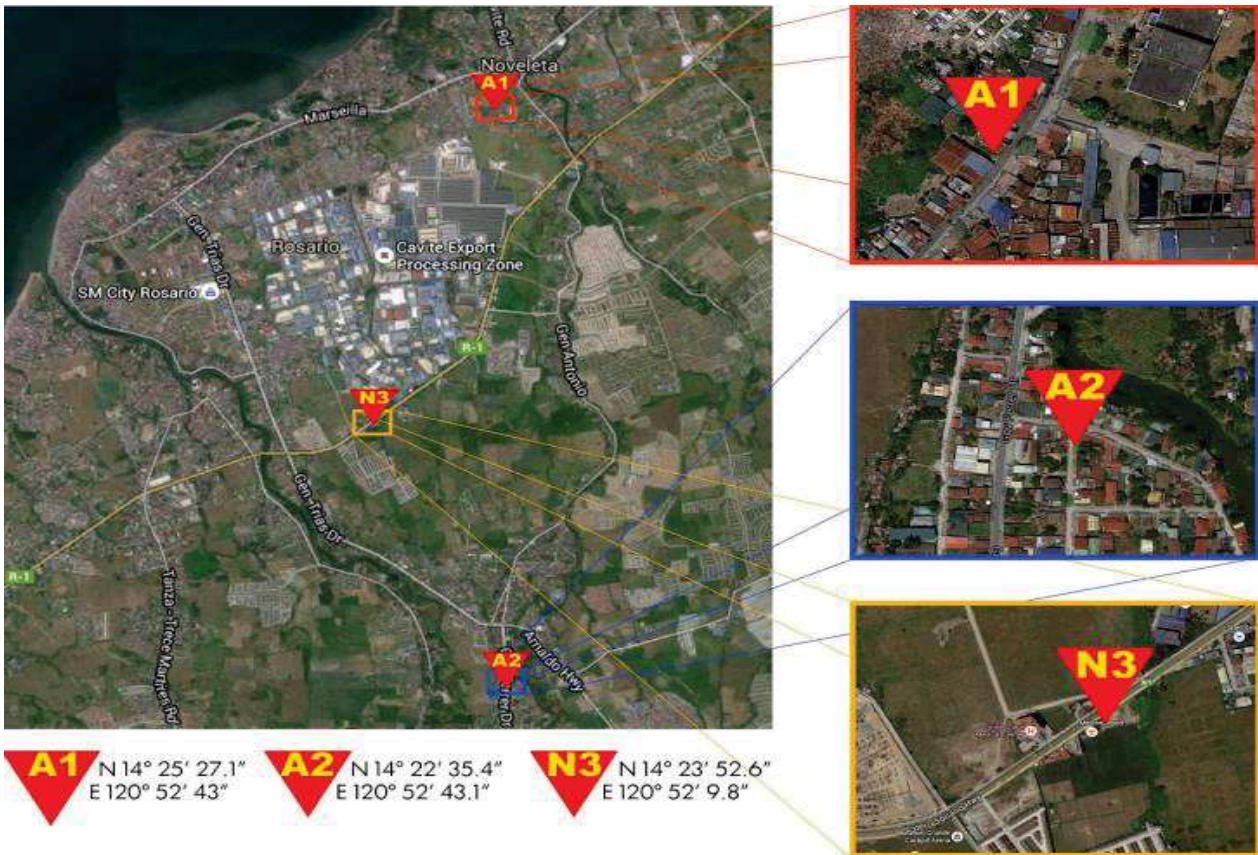 Noveleta
A1
Marseilla
Gen. Trias Dr
Rosario
Cavite Export
Processing Zone
SM City Rosario
R-1
Gen Antonio
N3
Gen. Trias Dr
R-1
Tanza - Trece Martires Rd
Arnaldo Hwy
A2
A1
A2
N3
A1
N 14° 25' 27.1"
E 120° 52' 43"
A2
N 14° 22' 35.4"
E 120° 52' 43.1"
N3
N 14° 23' 52.6"
E 120° 52' 9.8"